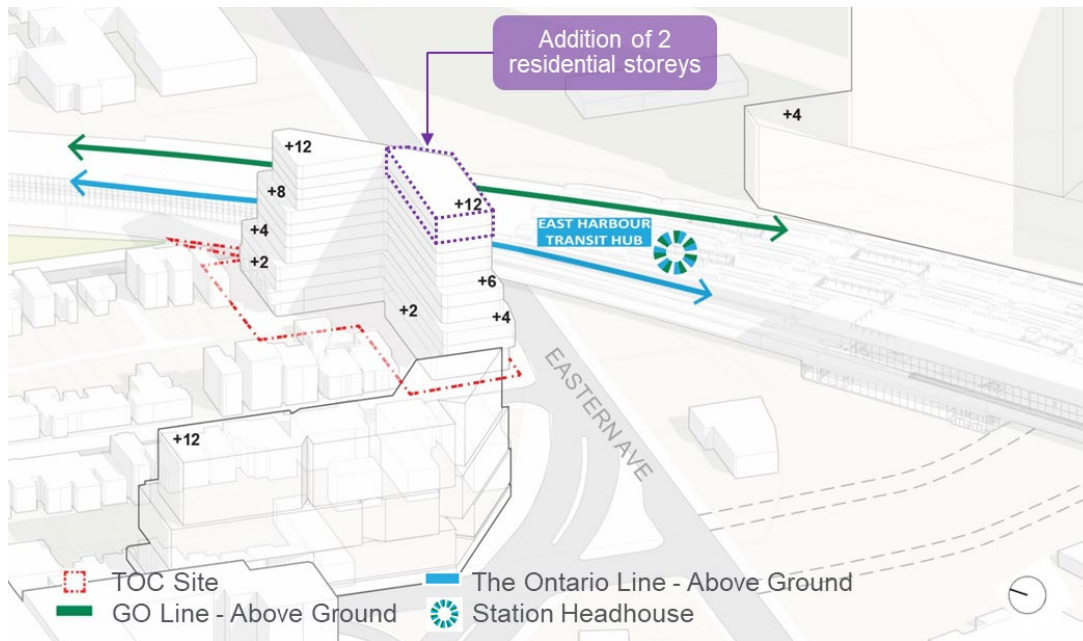 Addition of 2
residential storeys
+4
+12
+8
+12
+4
EAST HARBOUR
TRANSIT HUB
+2
+6
+2
+4
EASTERN AVE
+12
TOC Site
The Ontario Line - Above Ground
GO Line - Above Ground
Station Headhouse